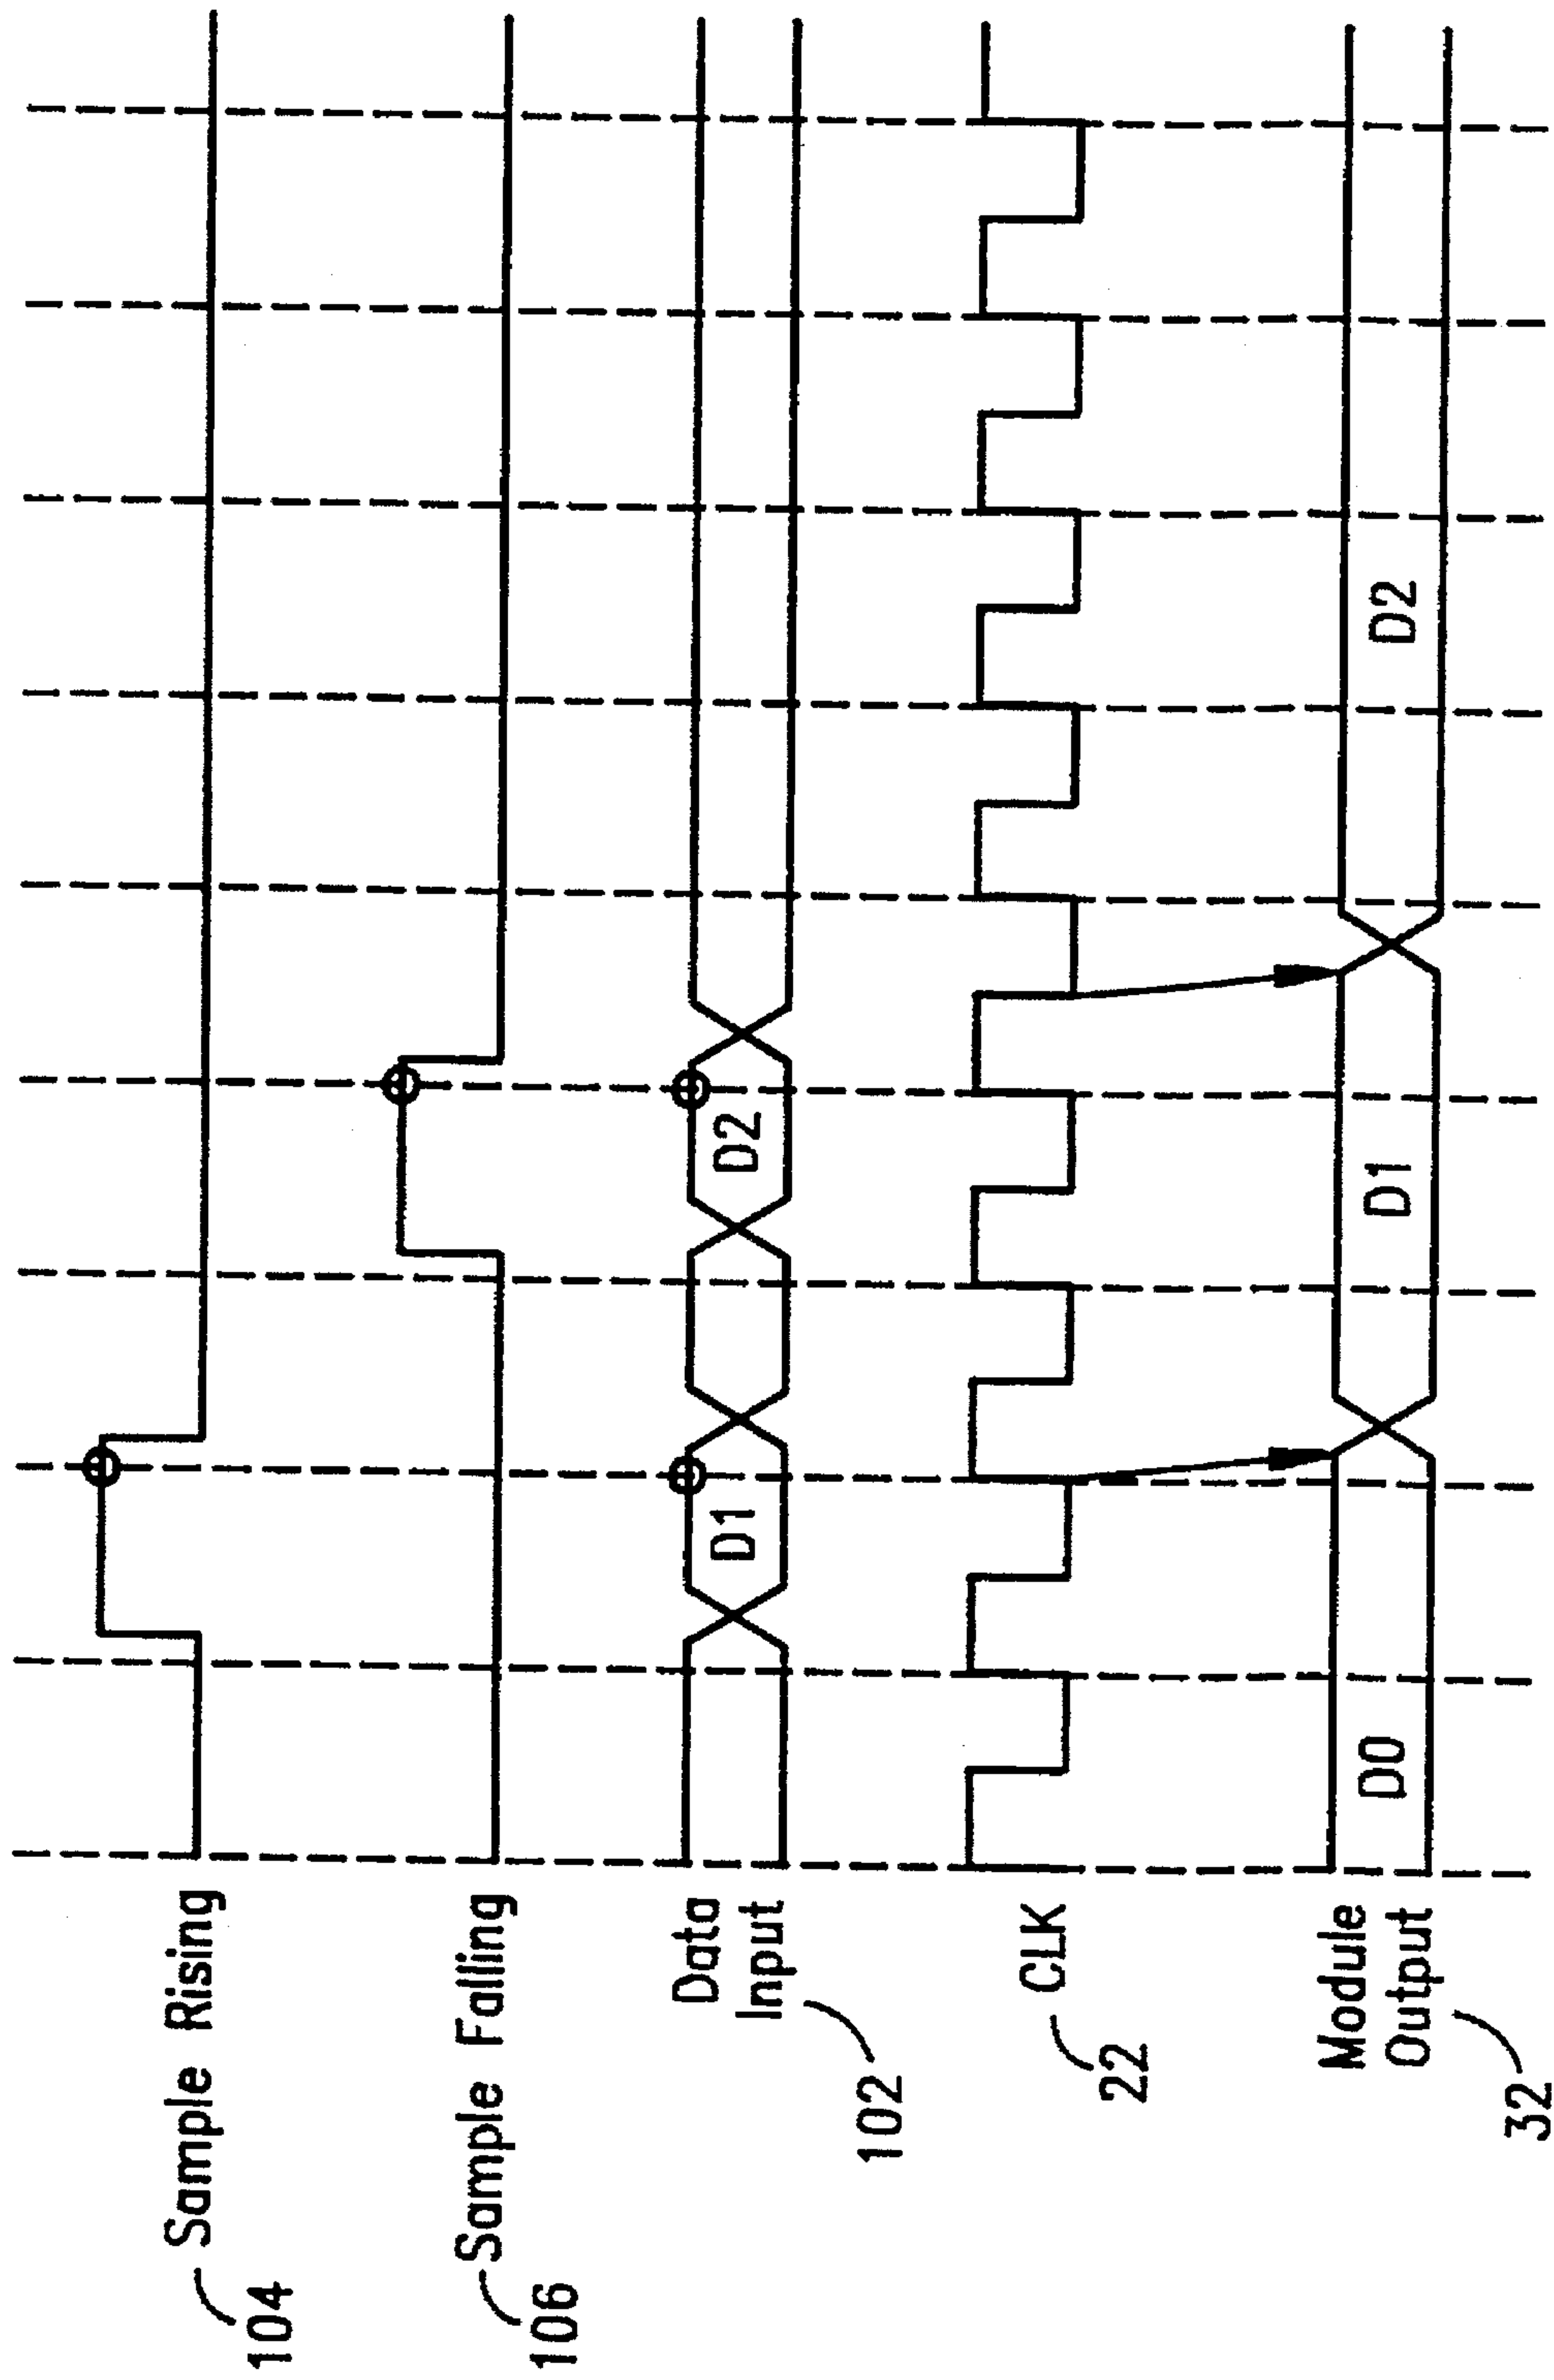 104
Sample Rising
106
Sample Falling
Data
Input
102
D1
D2
CLK
22
Module
Output
32
D0
D1
D2